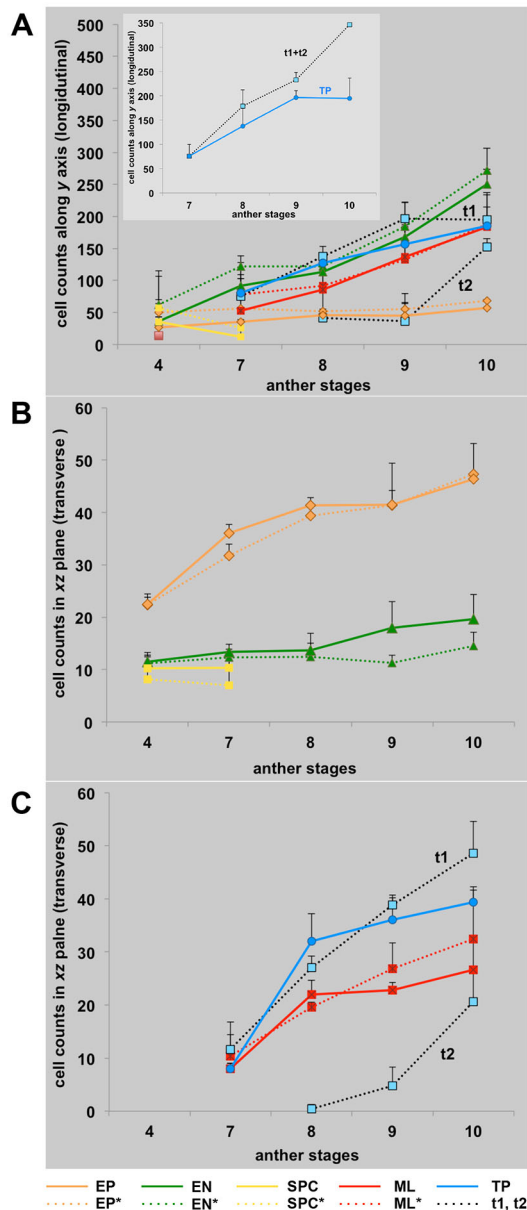 A
cell counts along y axis (longidutinal)
500
450
400
350
300
250
200
150
100
50
0
4
7
8
9
10
anther stages
t1
t2
cell counts along y axis (longidutinal)
350
300
250
200
150
100
50
0
7
8
9
10
anther stages
t1+t2
TP
B
cell counts in xz plane (transverse )
60
50
40
30
20
10
0
4
7
8
9
10
anther stages
C
cell counts in xz palne (transverse)
60
50
40
30
20
10
0
4
7
8
9
10
anther stages
t1
t2
EP EN SPC ML TP
EP* EN* SPC* ML* t1, t2